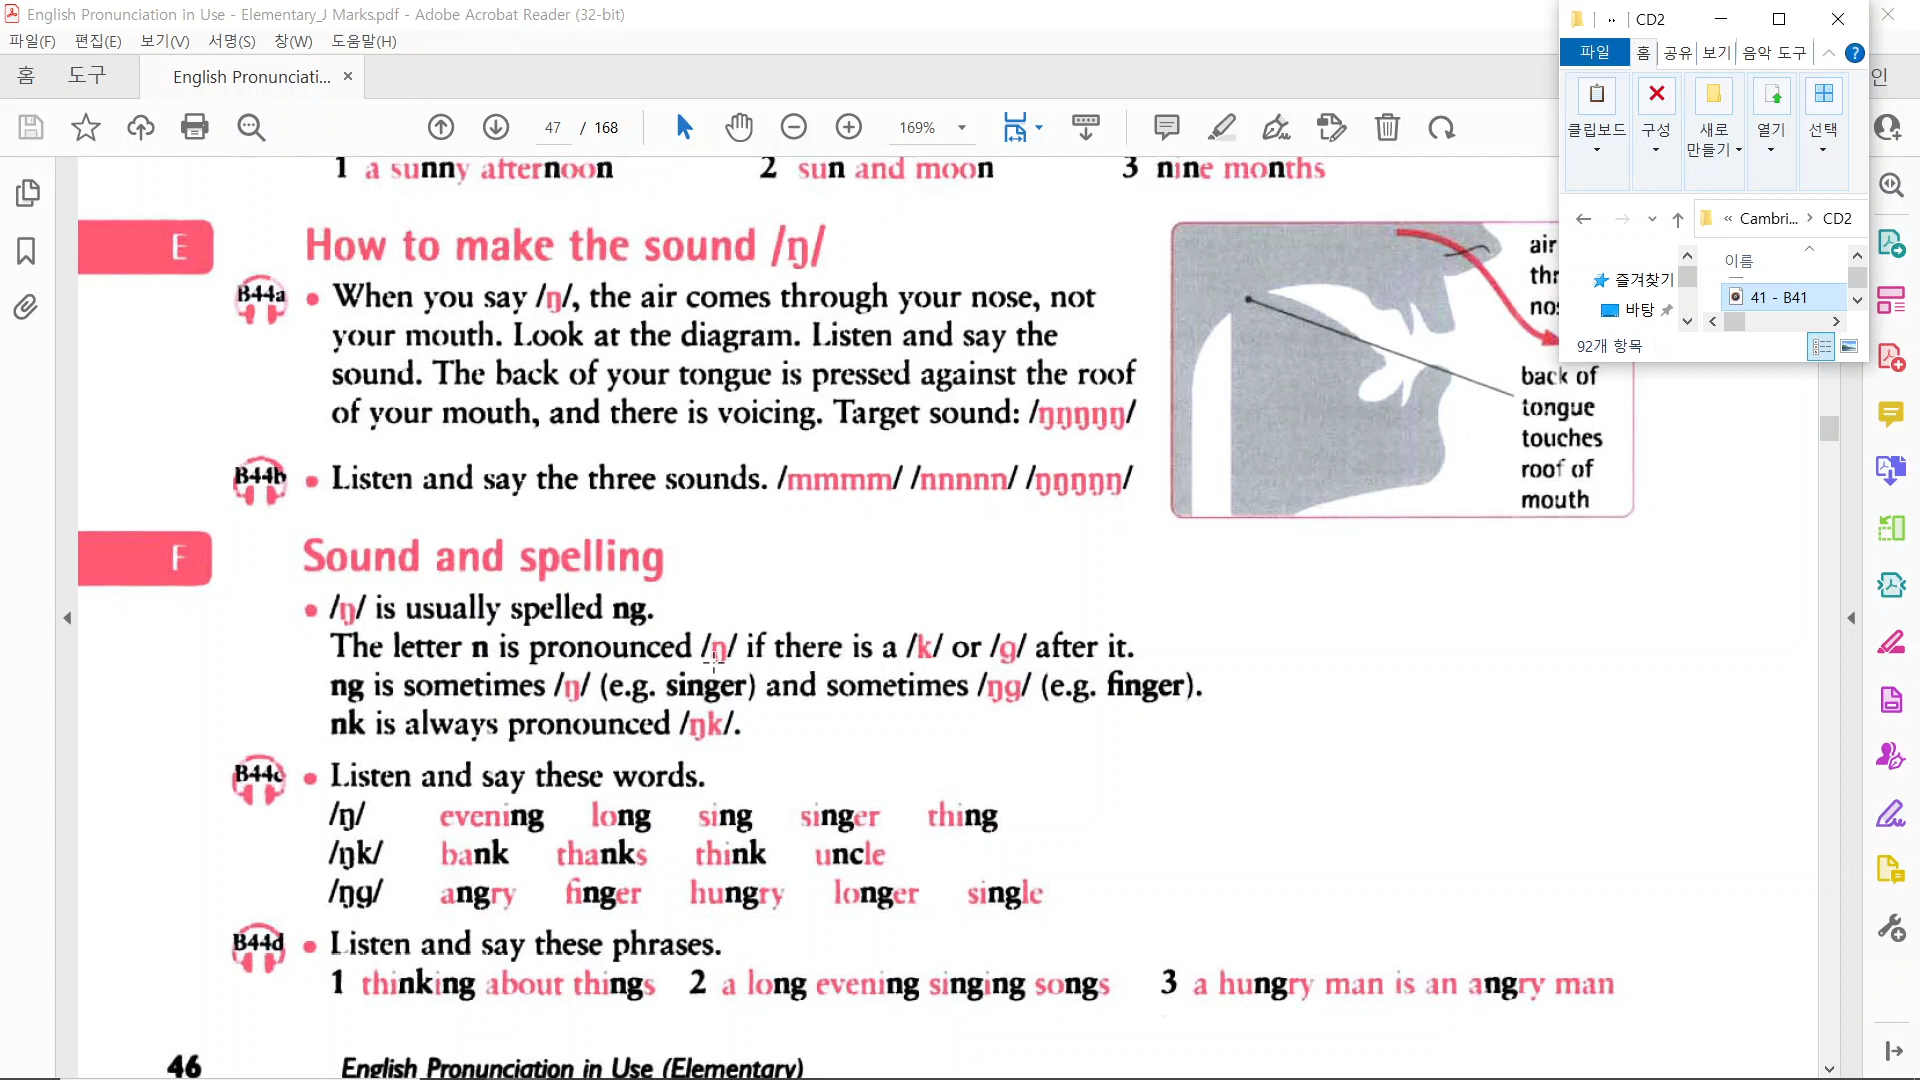 English Pronunciation in Use - Elementary_J Marks.pdf - Adobe Acrobat Reader (32-bit)
파일(F) 편집(E) 보기(V) 서명(S) 창(W) 도움말(H)
홈 도구 English Pronunciati... ×
47 / 168 169%
1 a sunny afternoon 2 sun and moon 3 nine months
E How to make the sound /ŋ/
B44a • When you say /ŋ/, the air comes through your nose, not
your mouth. Look at the diagram. Listen and say the
sound. The back of your tongue is pressed against the roof
of your mouth, and there is voicing. Target sound: /ŋŋŋŋŋ/
B44b • Listen and say the three sounds. /mmmm/ /nnnnn/ /ŋŋŋŋŋ/
air
back of
tongue
touches
roof of
mouth
F Sound and spelling
• /ŋ/ is usually spelled ng.
The letter n is pronounced /ŋ/ if there is a /k/ or /g/ after it.
ng is sometimes /ŋ/ (e.g. singer) and sometimes /ŋg/ (e.g. finger).
nk is always pronounced /ŋk/.
B44c • Listen and say these words.
/ŋ/ evening long sing singer thing
/ŋk/ bank thanks think uncle
/ŋg/ angry finger hungry longer single
B44d • Listen and say these phrases.
1 thinking about things 2 a long evening singing songs 3 a hungry man is an angry man
46 English Pronunciation in Use (Elementary)
CD2
파일 홈 공유 보기 음악 도구
클립보드 구성 새로 만들기 열기 선택
« Cambri... > CD2
이름
즐겨찾기
바탕
41 - B41
92개 항목
인